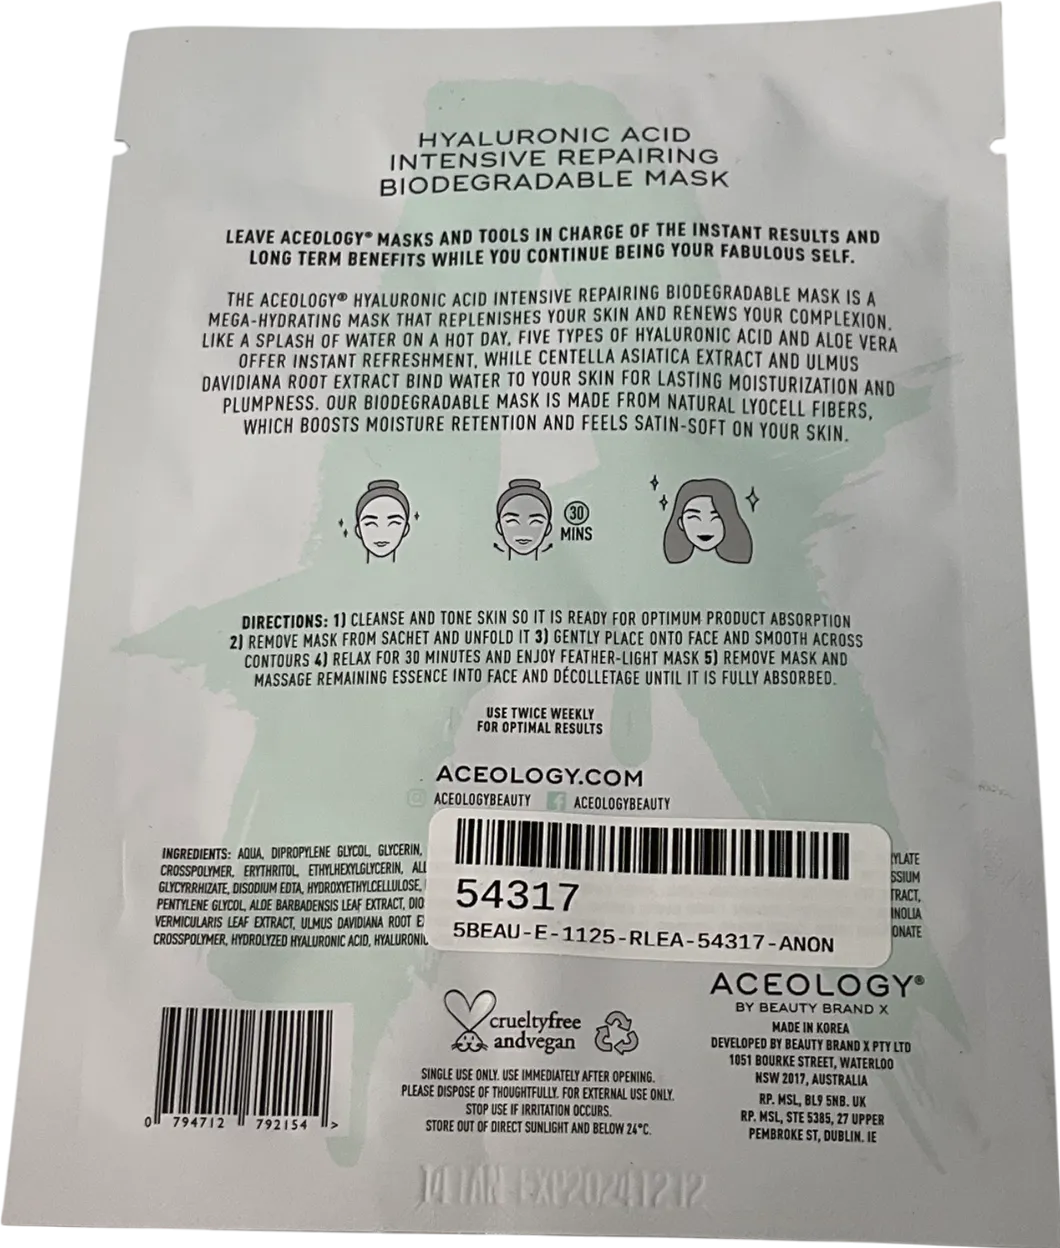 HYALURONIC ACID
INTENSIVE REPAIRING
BIODEGRADABLE MASK
LEAVE ACEOLOGY® MASKS AND TOOLS IN CHARGE OF THE INSTANT RESULTS AND
LONG TERM BENEFITS WHILE YOU CONTINUE BEING YOUR FABULOUS SELF.
THE ACEOLOGY® HYALURONIC ACID INTENSIVE REPAIRING BIODEGRADABLE MASK IS A
MEGA-HYDRATING MASK THAT REPLENISHES YOUR SKIN AND RENEWS YOUR COMPLEXION.
LIKE A SPLASH OF WATER ON A HOT DAY, FIVE TYPES OF HYALURONIC ACID AND ALOE VERA
OFFER INSTANT REFRESHMENT, WHILE CENTELLA ASIATICA EXTRACT AND ULMUS
DAVIDIANA ROOT EXTRACT BIND WATER TO YOUR SKIN FOR LASTING MOISTURIZATION AND
PLUMPNESS. OUR BIODEGRADABLE MASK IS MADE FROM NATURAL LYOCELL FIBERS,
WHICH BOOSTS MOISTURE RETENTION AND FEELS SATIN-SOFT ON YOUR SKIN.
30
MINS
DIRECTIONS: 1) CLEANSE AND TONE SKIN SO IT IS READY FOR OPTIMUM PRODUCT ABSORPTION
2) REMOVE MASK FROM SACHET AND UNFOLD IT 3) GENTLY PLACE ONTO FACE AND SMOOTH ACROSS
CONTOURS 4) RELAX FOR 30 MINUTES AND ENJOY FEATHER-LIGHT MASK 5) REMOVE MASK AND
MASSAGE REMAINING ESSENCE INTO FACE AND DÉCOLLETAGE UNTIL IT IS FULLY ABSORBED.
USE TWICE WEEKLY
FOR OPTIMAL RESULTS
ACEOLOGY.COM
ACEOLOGYBEAUTY ACEOLOGYBEAUTY
INGREDIENTS: AQUA, DIPROPYLENE GLYCOL, GLYCERIN, YLATE
CROSSPOLYMER, ERYTHRITOL, ETHYLHEXYLGLYCERIN, ALL SSIUM
GLYCYRRHIZATE, DISODIUM EDTA, HYDROXYETHYLCELLULOSE, TRACT,
PENTYLENE GLYCOL, ALOE BARBADENSIS LEAF EXTRACT, DIO INOLIA
VERMICULARIS LEAF EXTRACT, ULMUS DAVIDIANA ROOT E ONATE
CROSSPOLYMER, HYDROLYZED HYALURONIC ACID, HYALURONIC
54317
5BEAU-E-1125-RLEA-54317-ANON
ACEOLOGY®
BY BEAUTY BRAND X
MADE IN KOREA
DEVELOPED BY BEAUTY BRAND X PTY LTD
1051 BOURKE STREET, WATERLOO
NSW 2017, AUSTRALIA
RP. MSL, BL9 5NB. UK
RP. MSL, STE 5385, 27 UPPER
PEMBROKE ST, DUBLIN. IE
crueltyfree
andvegan
SINGLE USE ONLY. USE IMMEDIATELY AFTER OPENING.
PLEASE DISPOSE OF THOUGHTFULLY. FOR EXTERNAL USE ONLY.
STOP USE IF IRRITATION OCCURS.
STORE OUT OF DIRECT SUNLIGHT AND BELOW 24°C.
0 794712 792154 >
EXP20241212